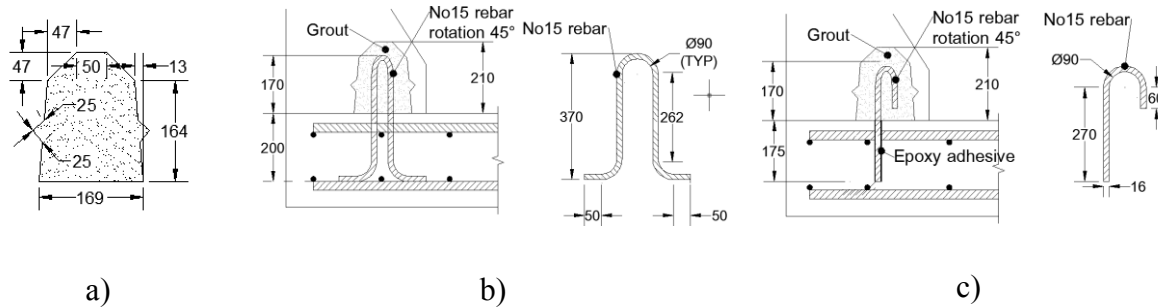 47
47
50
13
25
25
164
169
a)
Grout
No15 rebar
rotation 45°
170
200
210
No15 rebar
Ø90
(TYP)
370
262
50
50
b)
Grout
No15 rebar
rotation 45°
170
175
210
Epoxy adhesive
No15 rebar
Ø90
60
270
16
c)